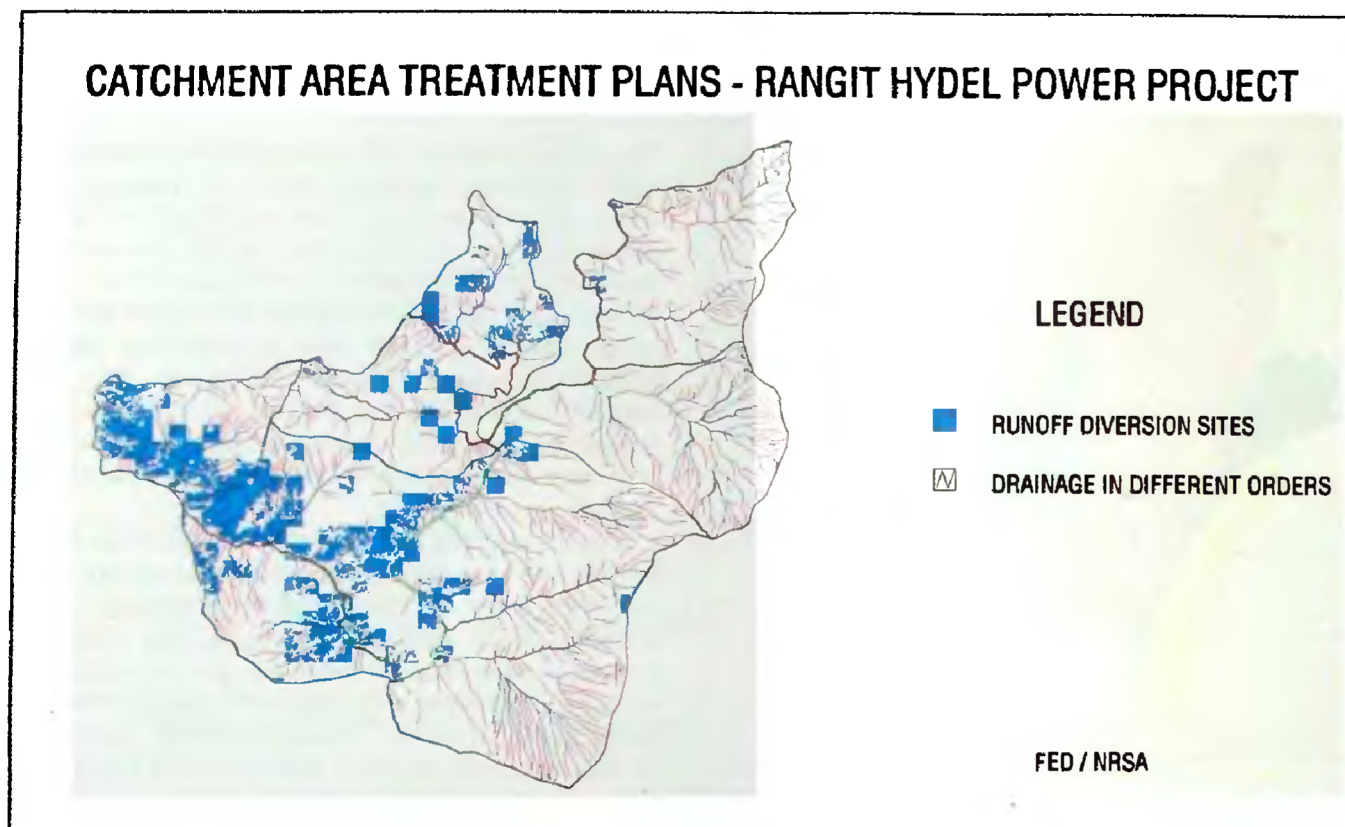 CATCHMENT AREA TREATMENT PLANS - RANGIT HYDEL POWER PROJECT
LEGEND
RUNOFF DIVERSION SITES
DRAINAGE IN DIFFERENT ORDERS
FED / NRSA